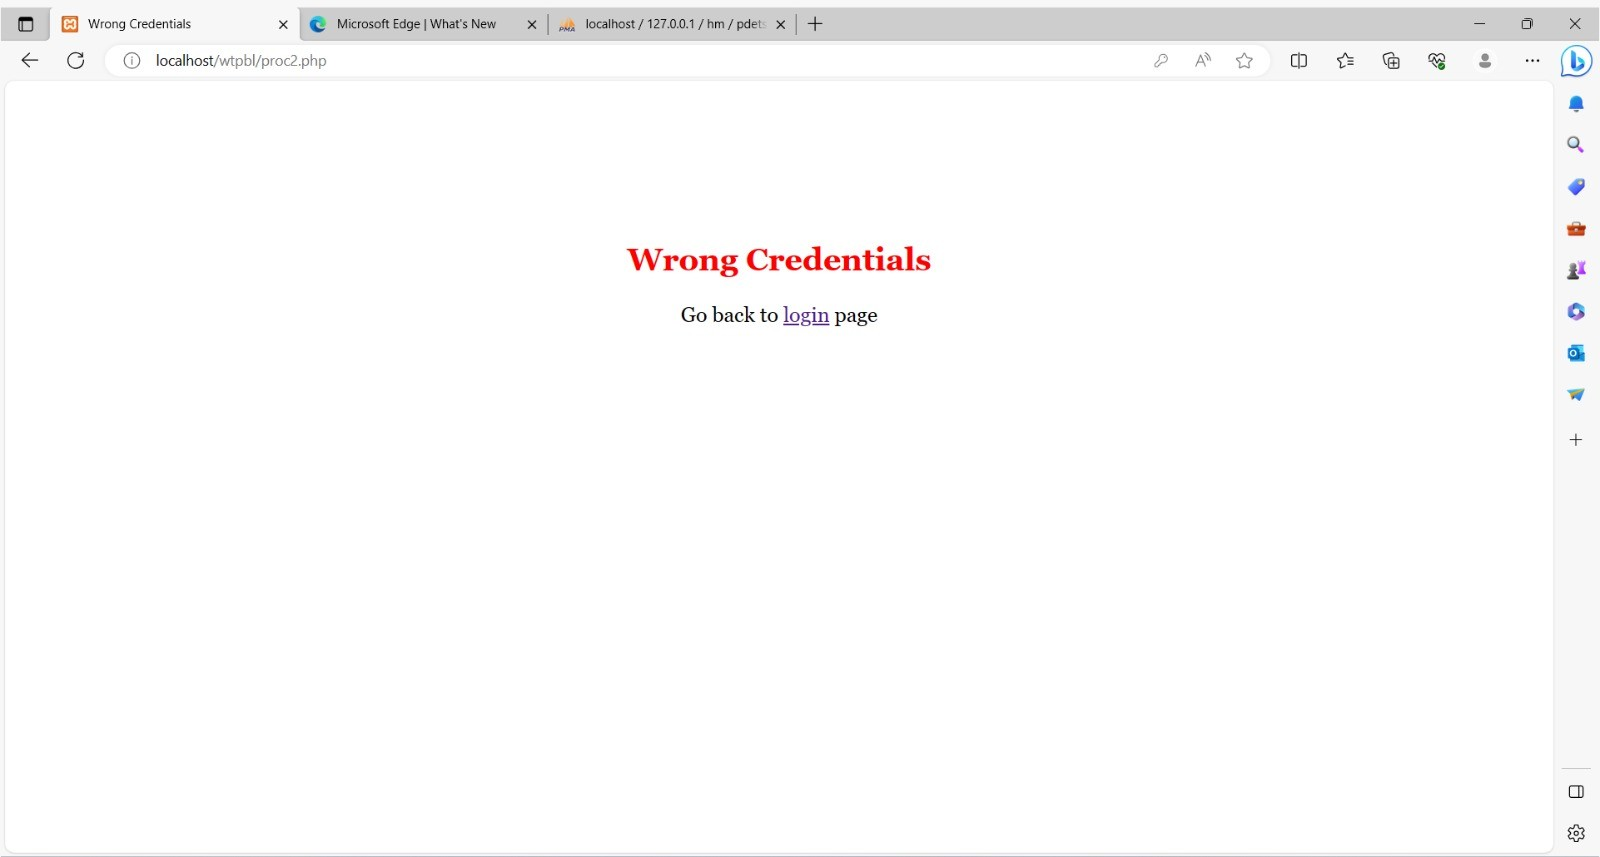 Wrong Credentials
Microsoft Edge | What's New
localhost / 127.0.0.1 / hm / pdets
localhost/wtpbl/proc2.php
Wrong Credentials
Go back to login page